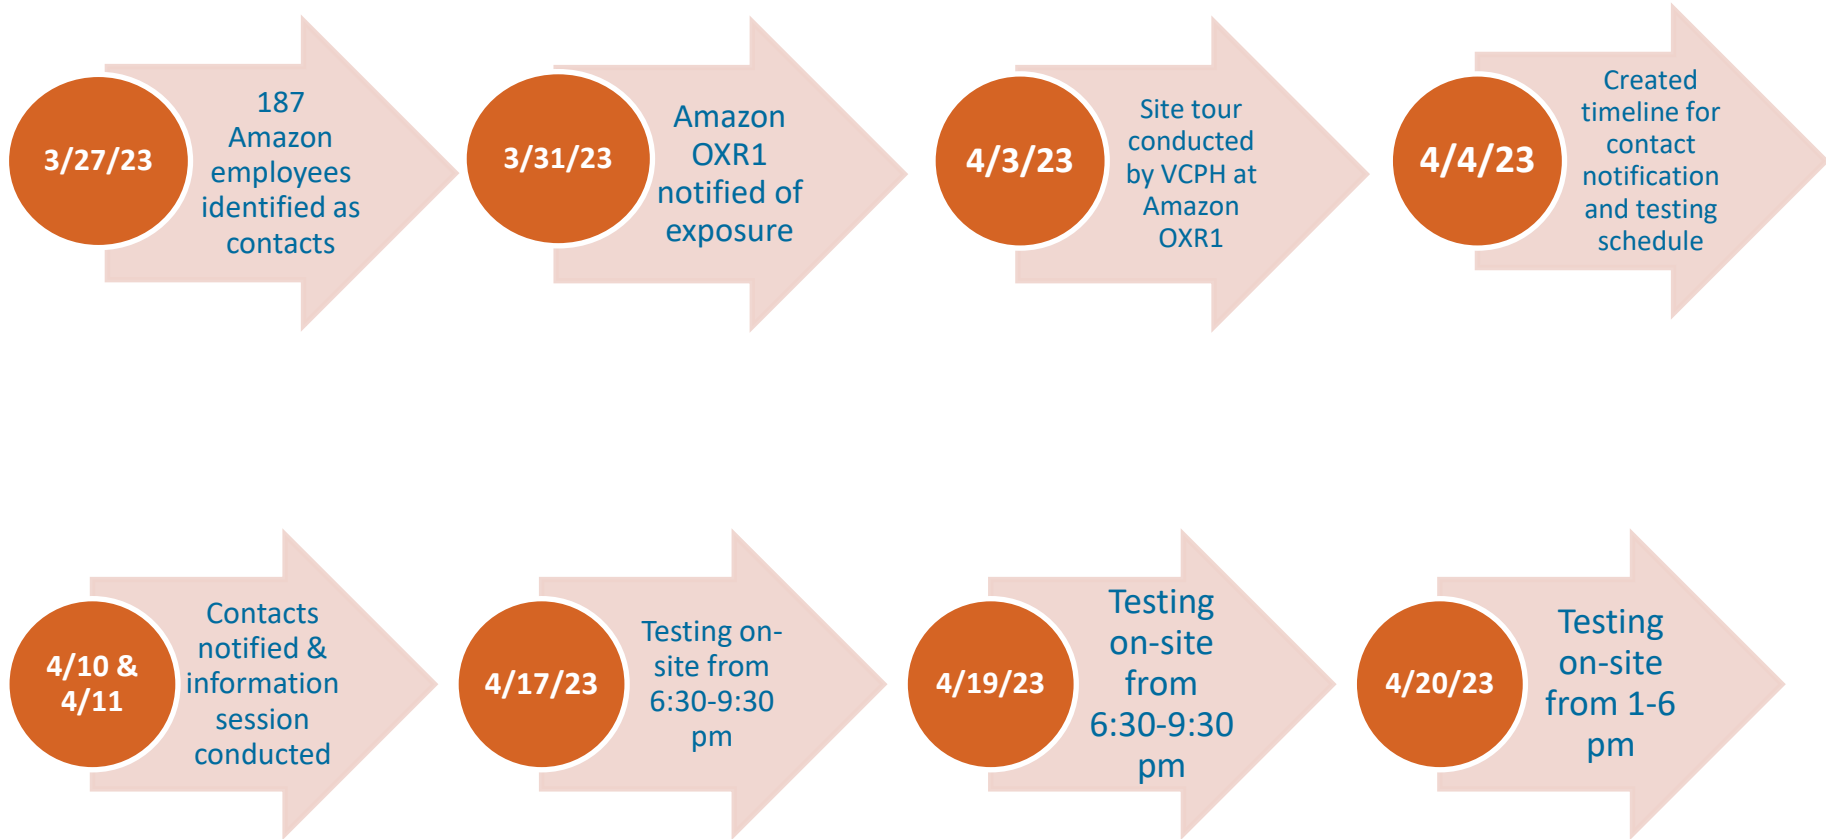 3/27/23
187
Amazon
employees
identified as
contacts
3/31/23
Amazon
OXR1
notified of
exposure
4/3/23
Site tour
conducted
by VCPH at
Amazon
OXR1
4/4/23
Created
timeline for
contact
notification
and testing
schedule
4/10 &
4/11
Contacts
notified &
information
session
conducted
4/17/23
Testing on-
site from
6:30-9:30
pm
4/19/23
Testing
on-site
from
6:30-9:30
pm
4/20/23
Testing
on-site
from 1-6
pm